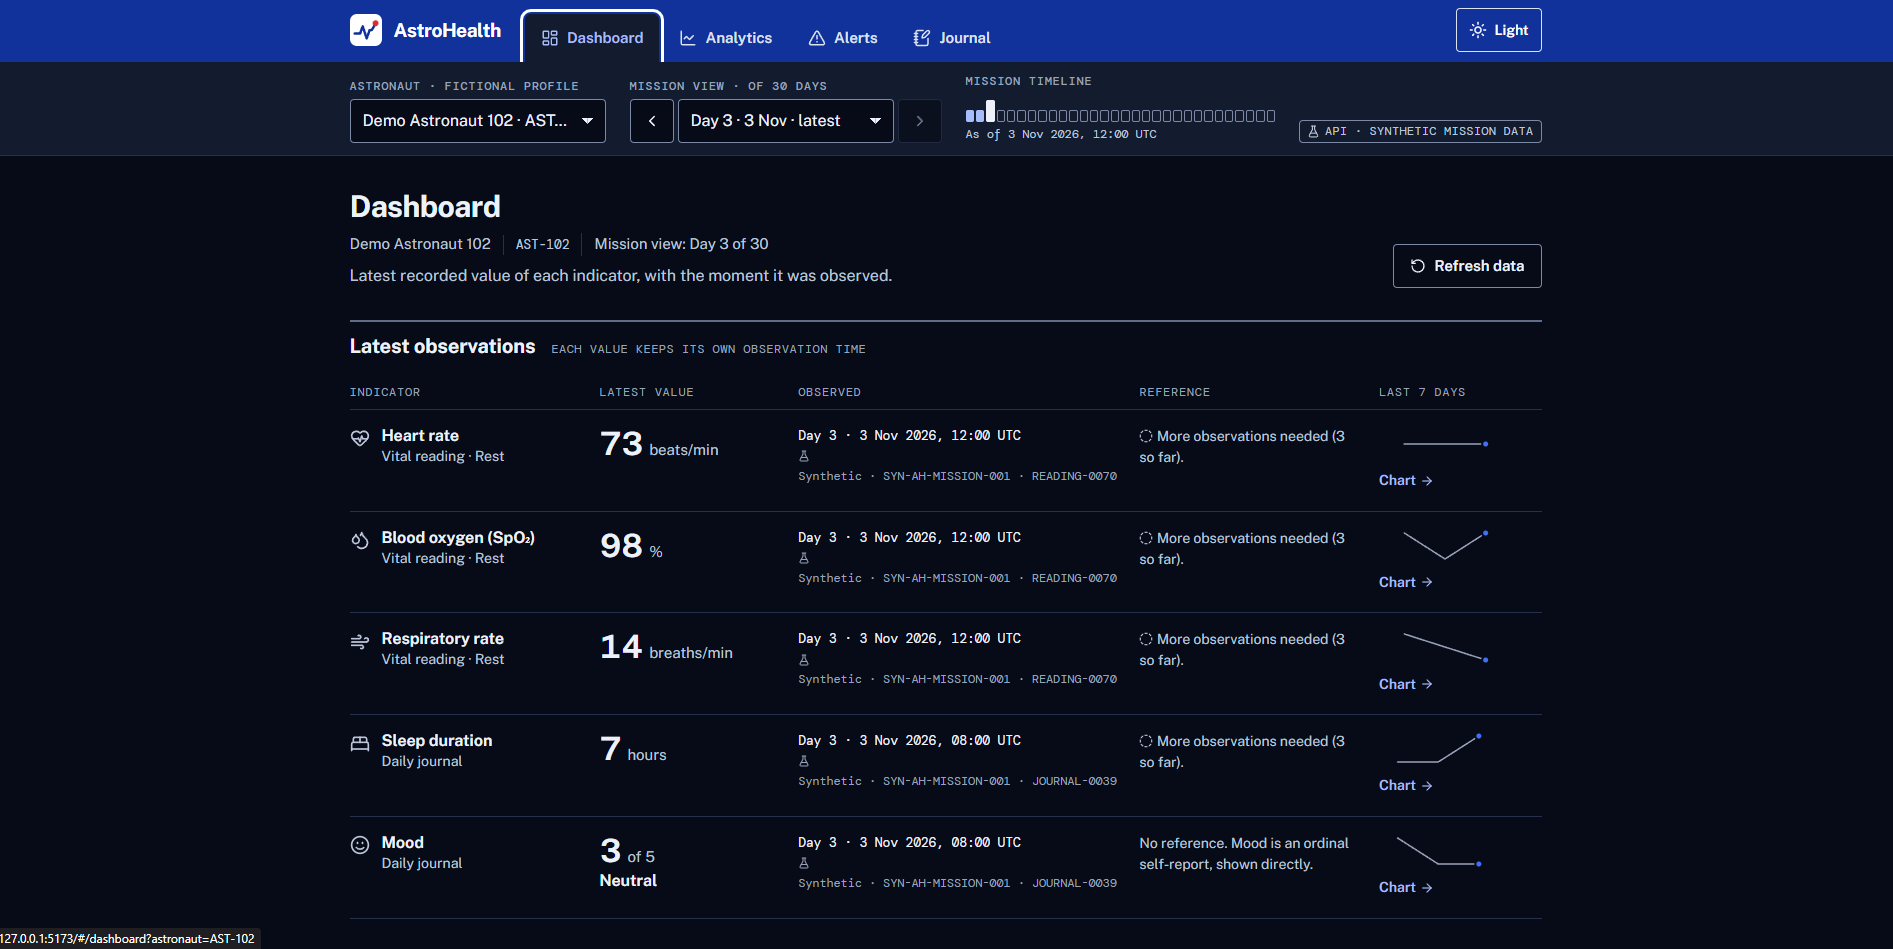 AstroHealth
Dashboard
Analytics
Alerts
Journal
Light
ASTRONAUT · FICTIONAL PROFILE
Demo Astronaut 102 · AST...
MISSION VIEW · OF 30 DAYS
Day 3 · 3 Nov · latest
MISSION TIMELINE
As of 3 Nov 2026, 12:00 UTC
API · SYNTHETIC MISSION DATA
Dashboard
Demo Astronaut 102 AST-102 Mission view: Day 3 of 30
Latest recorded value of each indicator, with the moment it was observed.
Refresh data
Latest observations EACH VALUE KEEPS ITS OWN OBSERVATION TIME
INDICATOR LATEST VALUE OBSERVED REFERENCE LAST 7 DAYS
Heart rate
Vital reading · Rest
73 beats/min
Day 3 · 3 Nov 2026, 12:00 UTC
Synthetic · SYN-AH-MISSION-001 · READING-0070
More observations needed (3
so far).
Chart →
Blood oxygen (SpO₂)
Vital reading · Rest
98 %
Day 3 · 3 Nov 2026, 12:00 UTC
Synthetic · SYN-AH-MISSION-001 · READING-0070
More observations needed (3
so far).
Chart →
Respiratory rate
Vital reading · Rest
14 breaths/min
Day 3 · 3 Nov 2026, 12:00 UTC
Synthetic · SYN-AH-MISSION-001 · READING-0070
More observations needed (3
so far).
Chart →
Sleep duration
Daily journal
7 hours
Day 3 · 3 Nov 2026, 08:00 UTC
Synthetic · SYN-AH-MISSION-001 · JOURNAL-0039
More observations needed (3
so far).
Chart →
Mood
Daily journal
3 of 5
Neutral
Day 3 · 3 Nov 2026, 08:00 UTC
Synthetic · SYN-AH-MISSION-001 · JOURNAL-0039
No reference. Mood is an ordinal
self-report, shown directly.
Chart →
127.0.0.1:5173/#/dashboard?astronaut=AST-102